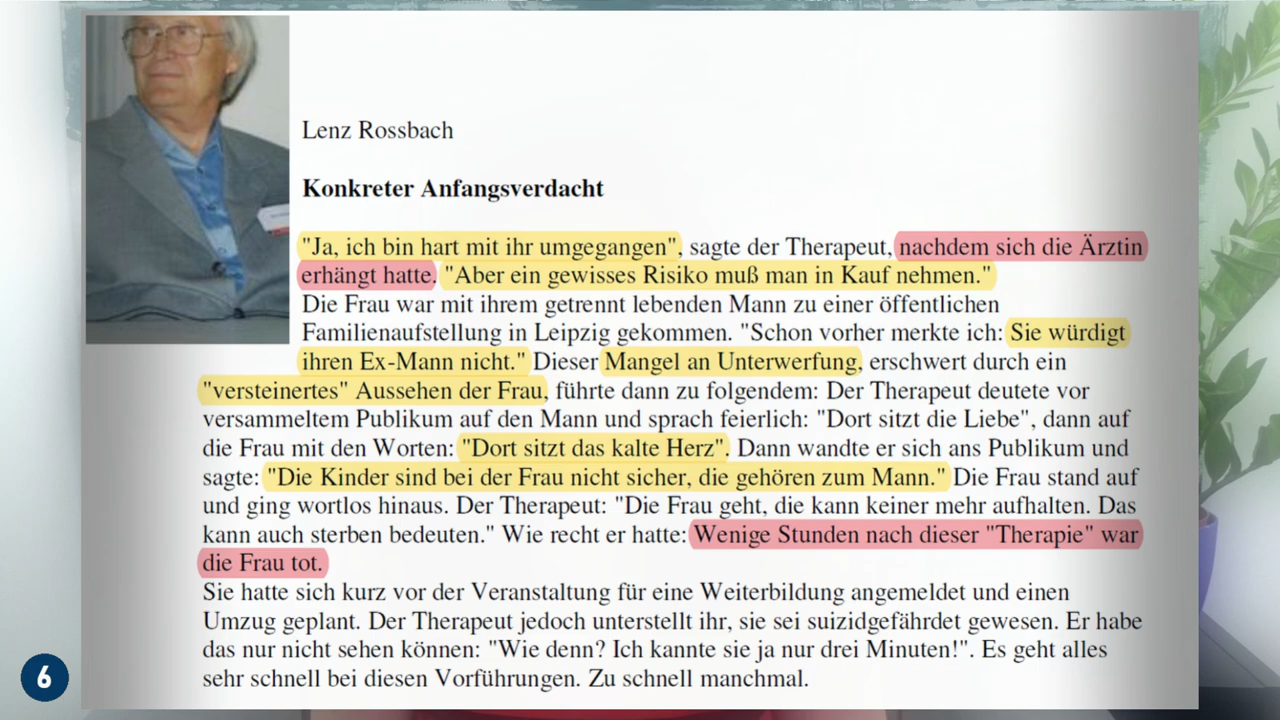 Lenz Rossbach
Konkreter Anfangsverdacht
"Ja, ich bin hart mit ihr umgegangen", sagte der Therapeut, nachdem sich die Ärztin
erhängt hatte. "Aber ein gewisses Risiko muß man in Kauf nehmen."
Die Frau war mit ihrem getrennt lebenden Mann zu einer öffentlichen
Familienaufstellung in Leipzig gekommen. "Schon vorher merkte ich: Sie würdigt
ihren Ex-Mann nicht." Dieser Mangel an Unterwerfung, erschwert durch ein
"versteinertes" Aussehen der Frau, führte dann zu folgendem: Der Therapeut deutete vor
versammeltem Publikum auf den Mann und sprach feierlich: "Dort sitzt die Liebe", dann auf
die Frau mit den Worten: "Dort sitzt das kalte Herz". Dann wandte er sich ans Publikum und
sagte: "Die Kinder sind bei der Frau nicht sicher, die gehören zum Mann." Die Frau stand auf
und ging wortlos hinaus. Der Therapeut: "Die Frau geht, die kann keiner mehr aufhalten. Das
kann auch sterben bedeuten." Wie recht er hatte: Wenige Stunden nach dieser "Therapie" war
die Frau tot.
Sie hatte sich kurz vor der Veranstaltung für eine Weiterbildung angemeldet und einen
Umzug geplant. Der Therapeut jedoch unterstellt ihr, sie sei suizidgefährdet gewesen. Er habe
das nur nicht sehen können: "Wie denn? Ich kannte sie ja nur drei Minuten!". Es geht alles
sehr schnell bei diesen Vorführungen. Zu schnell manchmal.
6